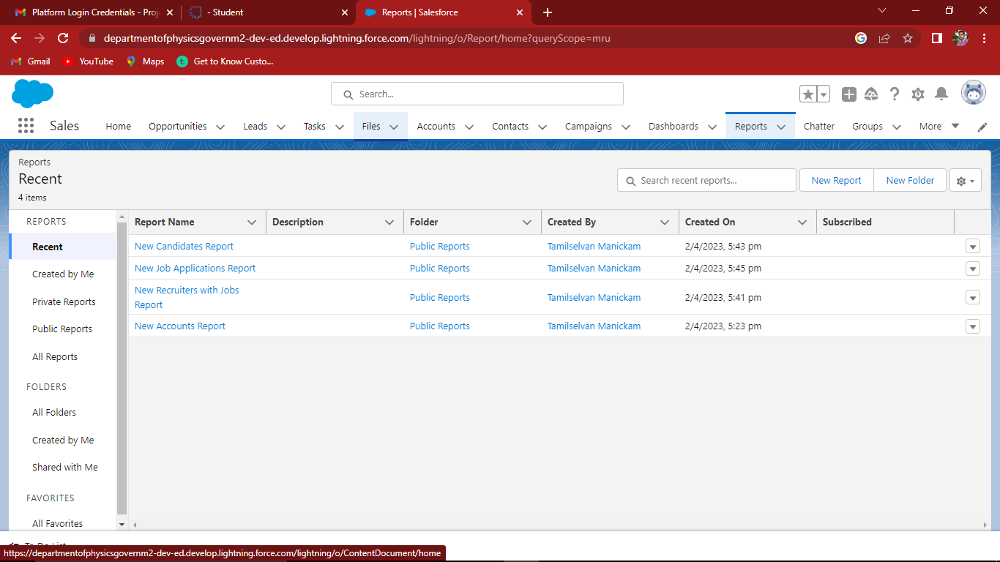 Platform Login Credentials - Proj
- Student
Reports | Salesforce
departmentofphysicsgovernm2-dev-ed.develop.lightning.force.com/lightning/o/Report/home?queryScope=mru
Gmail
YouTube
Maps
Get to Know Custo...
Search...
Sales
Home
Opportunities
Leads
Tasks
Files
Accounts
Contacts
Campaigns
Dashboards
Reports
Chatter
Groups
More
Reports
Recent
4 items
Search recent reports...
New Report
New Folder
REPORTS
Recent
Created by Me
Private Reports
Public Reports
All Reports
FOLDERS
All Folders
Created by Me
Shared with Me
FAVORITES
All Favorites
Report Name Description Folder Created By Created On Subscribed
New Candidates Report Public Reports Tamilselvan Manickam 2/4/2023, 5:43 pm
New Job Applications Report Public Reports Tamilselvan Manickam 2/4/2023, 5:45 pm
New Recruiters with Jobs
Report Public Reports Tamilselvan Manickam 2/4/2023, 5:41 pm
New Accounts Report Public Reports Tamilselvan Manickam 2/4/2023, 5:23 pm
To Do List
https://departmentofphysicsgovernm2-dev-ed.develop.lightning.force.com/lightning/o/ContentDocument/home